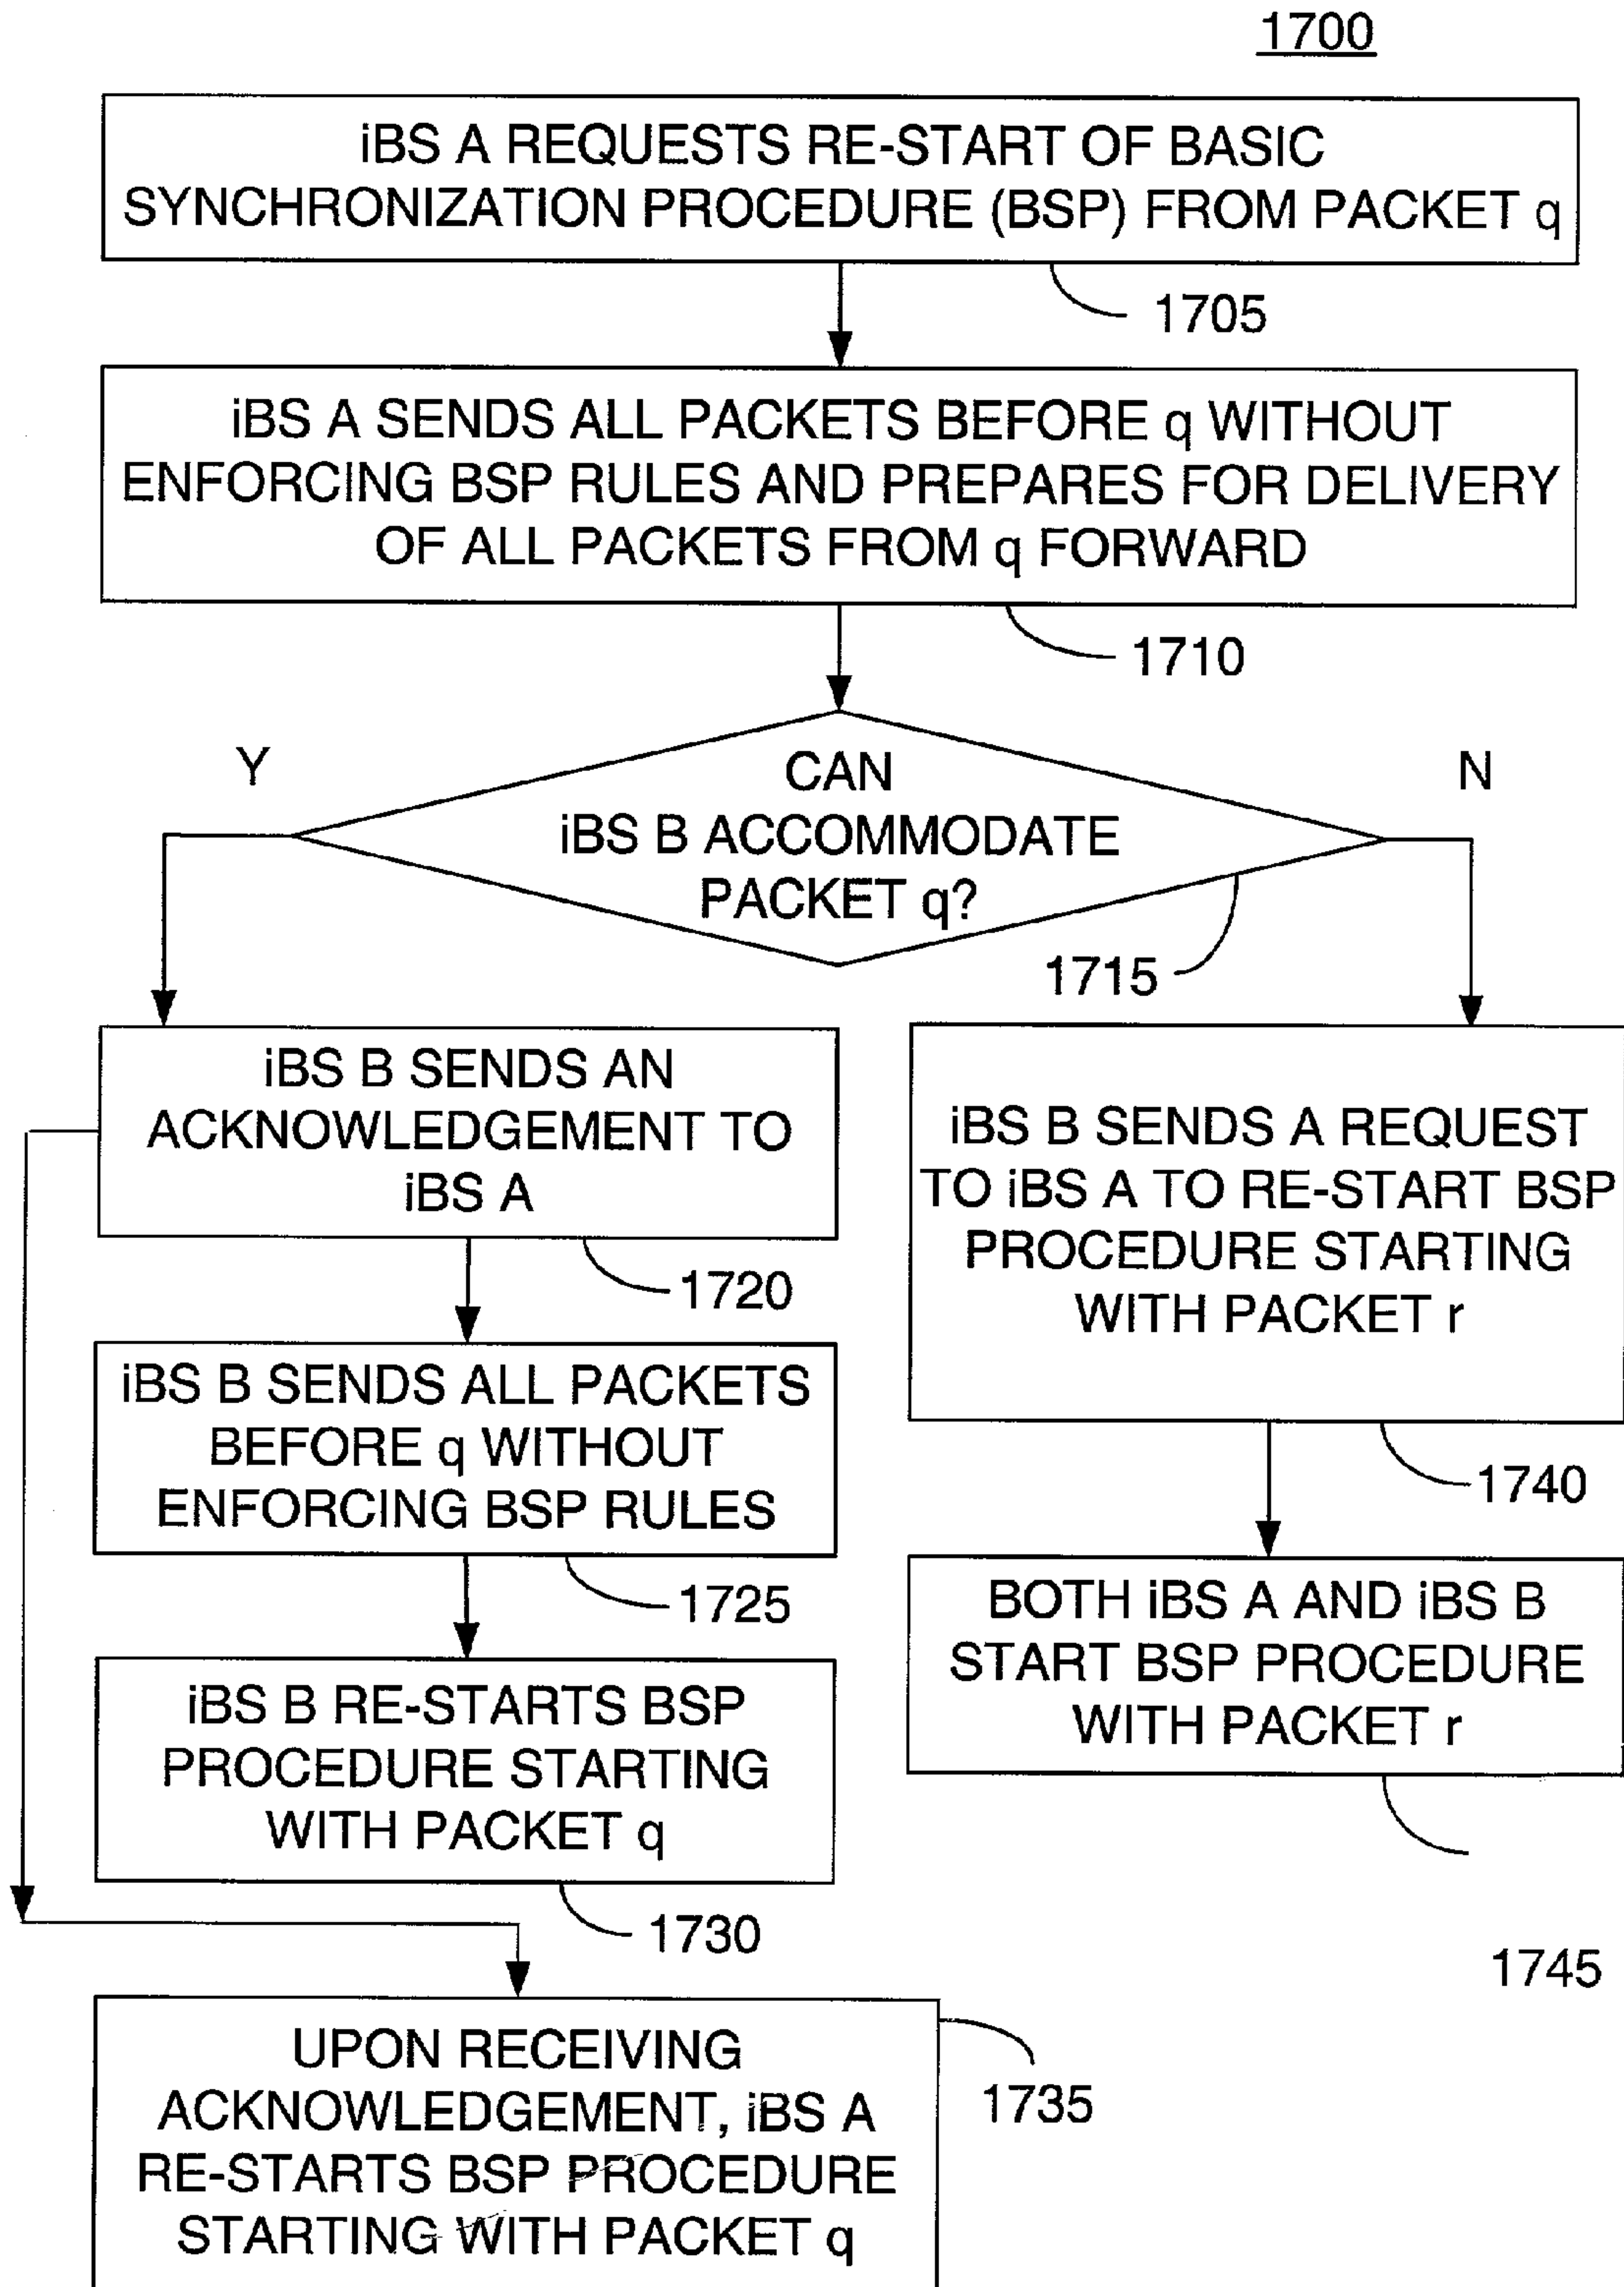 1700
iBS A REQUESTS RE-START OF BASIC
SYNCHRONIZATION PROCEDURE (BSP) FROM PACKET q
1705
iBS A SENDS ALL PACKETS BEFORE q WITHOUT
ENFORCING BSP RULES AND PREPARES FOR DELIVERY
OF ALL PACKETS FROM q FORWARD
1710
Y
CAN
iBS B ACCOMMODATE
PACKET q?
N
1715
iBS B SENDS AN
ACKNOWLEDGEMENT TO
iBS A
1720
iBS B SENDS ALL PACKETS
BEFORE q WITHOUT
ENFORCING BSP RULES
1725
iBS B RE-STARTS BSP
PROCEDURE STARTING
WITH PACKET q
1730
UPON RECEIVING
ACKNOWLEDGEMENT, iBS A
RE-STARTS BSP PROCEDURE
STARTING WITH PACKET q
1735
iBS B SENDS A REQUEST
TO iBS A TO RE-START BSP
PROCEDURE STARTING
WITH PACKET r
1740
BOTH iBS A AND iBS B
START BSP PROCEDURE
WITH PACKET r
1745